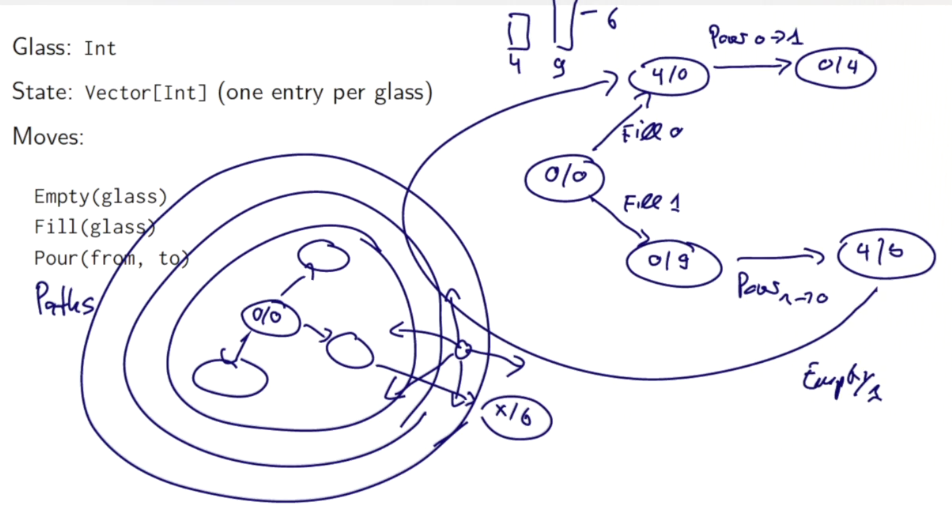 Glass: Int
State: Vector[Int] (one entry per glass)
Moves:
Empty(glass)
Fill(glass)
Pour(from, to)
Paths
0/0
x/6
4
9
-6
4/0
Pour 0→1
0/4
Fill 0
0/0
Fill 1
0/9
Pour 1→0
4/6
Empty 1